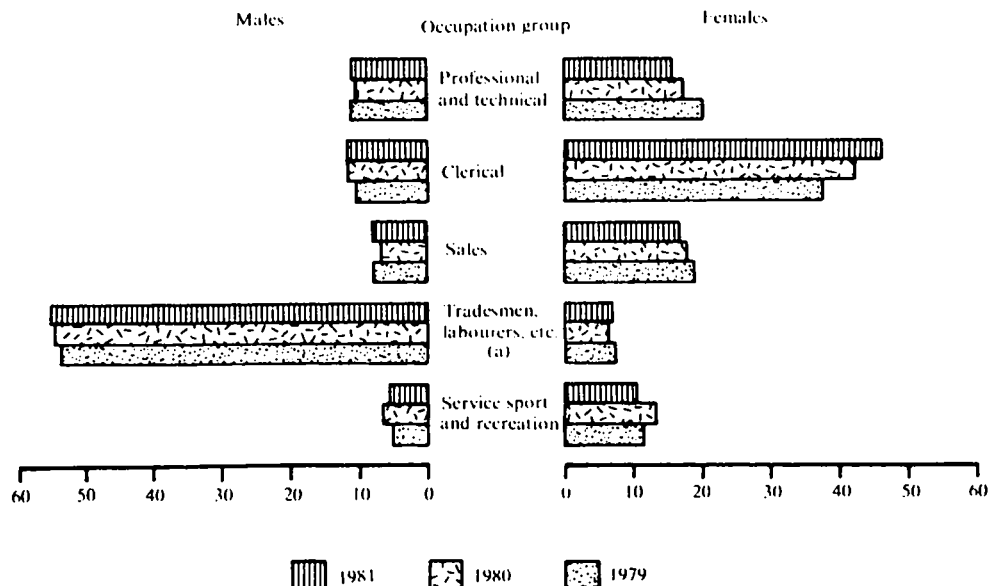 Males Occupation group Females
Professional
and technical
Clerical
Sales
Tradesmen,
labourers, etc.
(a)
Service sport
and recreation
60 50 40 30 20 10 0 0 10 20 30 40 50 60
1981 1980 1979